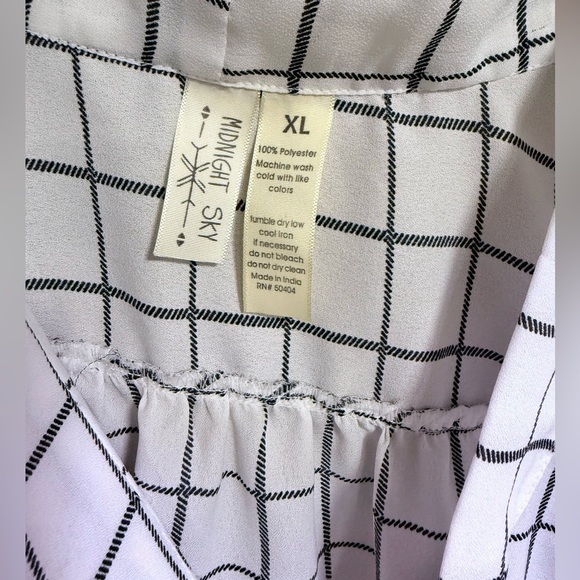 MIDNIGHT SKY
XL
100% Polyester
Machine wash
cold with like
colors
tumble dry low
cool iron
if necessary
do not bleach
do not dry clean
Made in India
RN# 50404